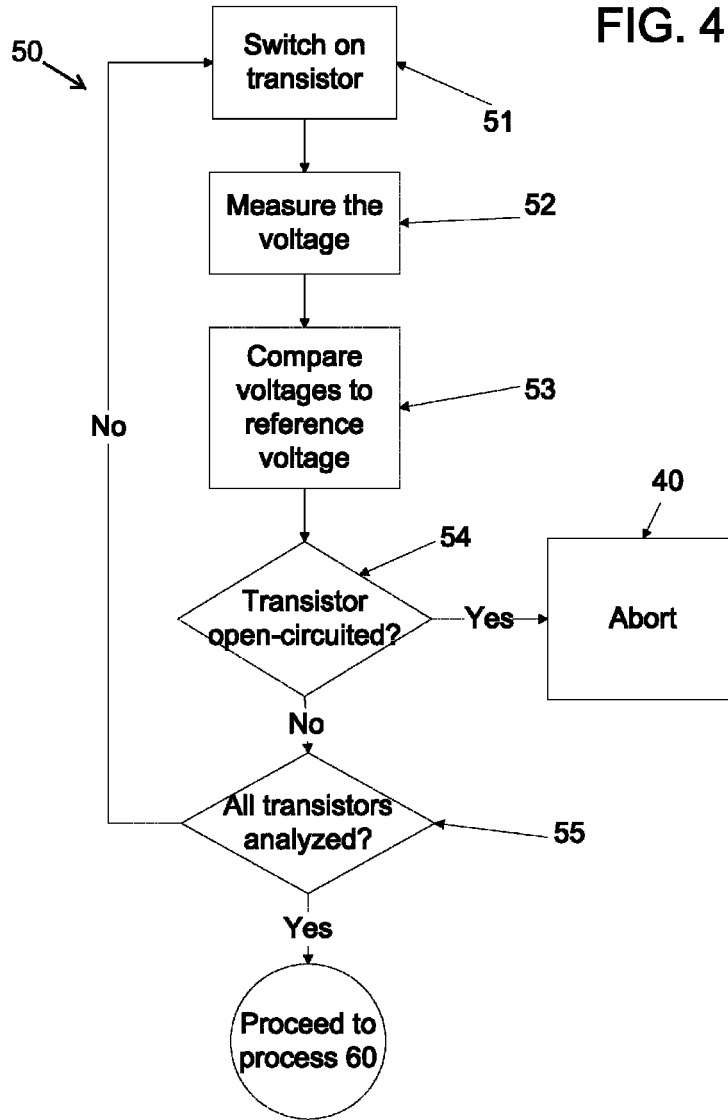 FIG. 4
50
Switch on
transistor
51
Measure the
voltage
52
Compare
voltages to
reference
voltage
53
No
40
54
Transistor
open-circuited?
Yes
Abort
No
All transistors
analyzed?
55
Yes
Proceed to
process 60